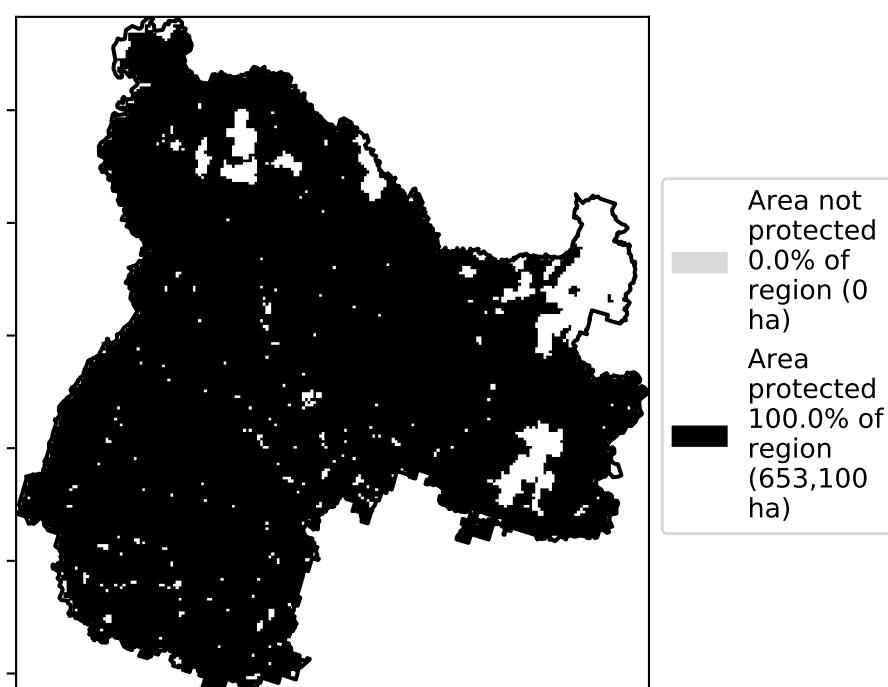 Area not
protected
0.0% of
region (0
ha)
Area
protected
100.0% of
region
(653,100
ha)